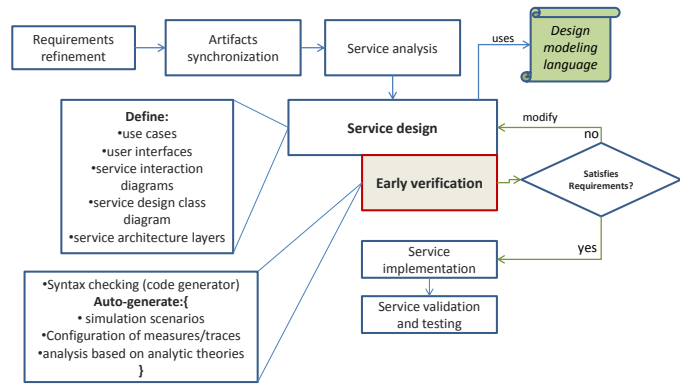 Requirements
refinement
Artifacts
synchronization
Service analysis
uses
Design
modeling
language
Define:
•use cases
•user interfaces
•service interaction
diagrams
•service design class
diagram
•service architecture layers
Service design
modify
no
Early verification
Satisfies
Requirements?
yes
Service
implementation
Service validation
and testing
•Syntax checking (code generator)
Auto-generate:{
• simulation scenarios
•Configuration of measures/traces
•analysis based on analytic theories
}